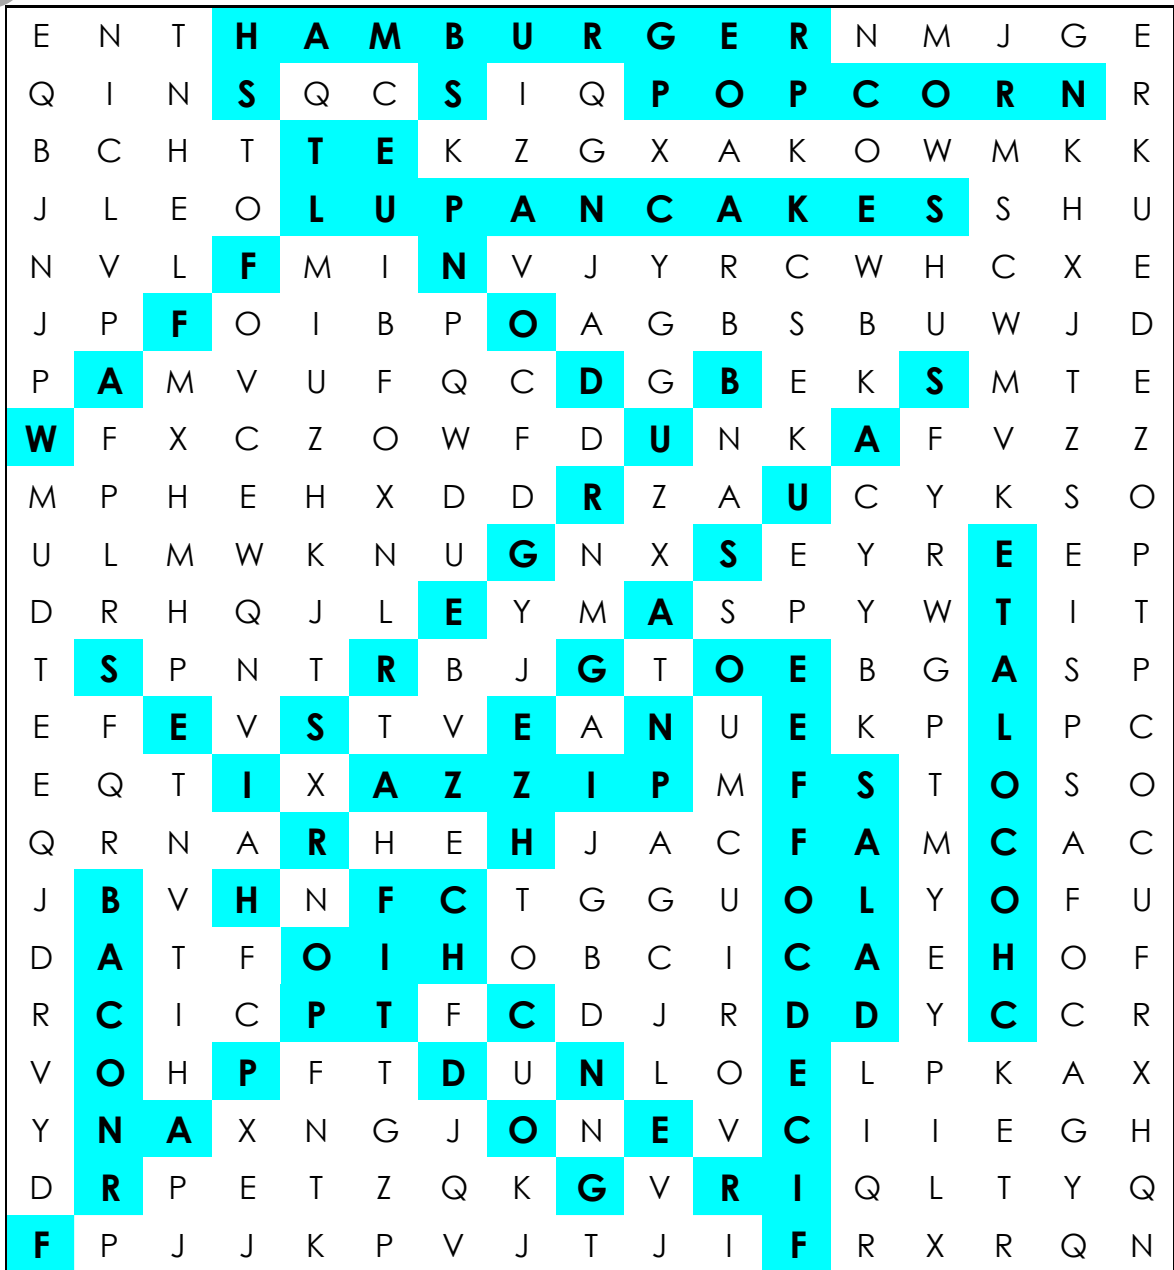 E N T H A M B U R G E R N M J G E
Q I N S Q C S I Q P O P C O R N R
B C H T T E K Z G X A K O W M K K
J L E O L U P A N C A K E S S H U
N V L F M I N V J Y R C W H C X E
J P F O I B P O A G B S B U W J D
P A M V U F Q C D G B E K S M T E
W F X C Z O W F D U N K A F V Z Z
M P H E H X D D R Z A U C Y K S O
U L M W K N U G N X S E Y R E E P
D R H Q J L E Y M A S P Y W T I T
T S P N T R B J G T O E B G A S P
E F E V S T V E A N U E K P L P C
E Q T I X A Z Z I P M F S T O S O
Q R N A R H E H J A C F A M C A C
J B V H N F C T G G U O L Y O F U
D A T F O I H O B C I C A E H O F
R C I C P T F C D J R D D Y C C R
V O H P F T D U N L O E L P K A X
Y N A X N G J O N E V C I I E G H
D R P E T Z Q K G V R I Q L T Y Q
F P J J K P V J T J I F R X R Q N